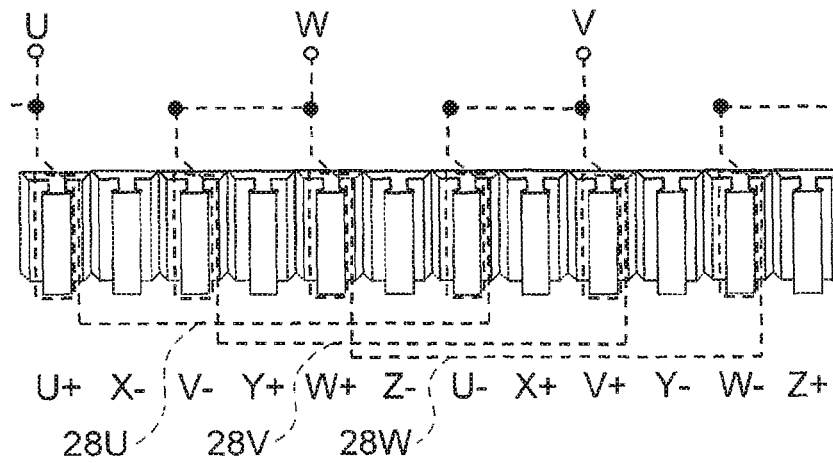 U W V
U+ X- V- Y+ W+ Z- U- X+ V+ Y- W- Z+
28U 28V 28W